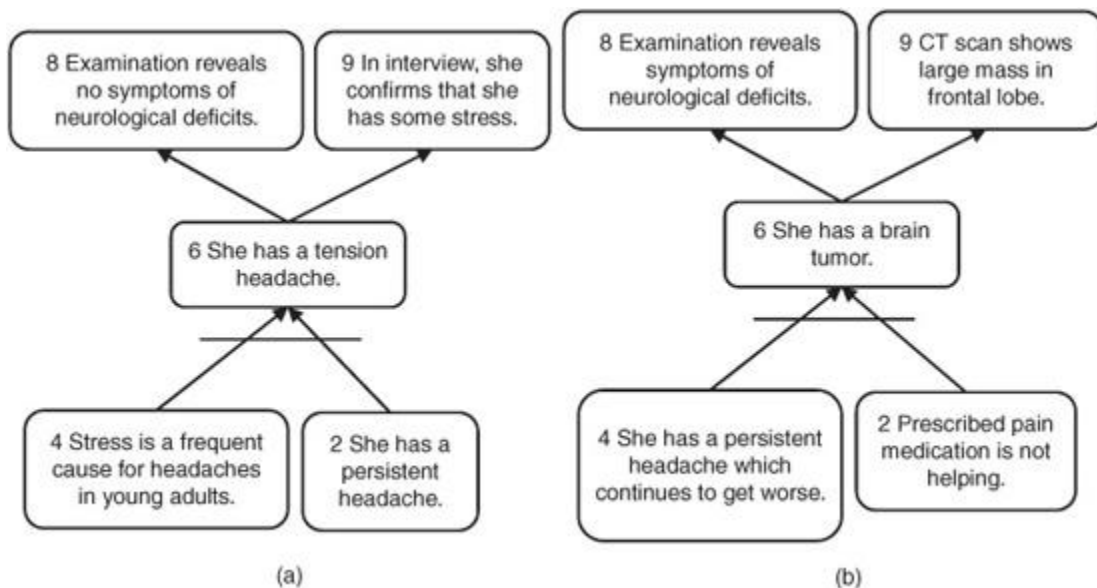 8 Examination reveals
no symptoms of
neurological deficits.
9 In interview, she
confirms that she
has some stress.
6 She has a tension
headache.
4 Stress is a frequent
cause for headaches
in young adults.
2 She has a
persistent
headache.
(a)
8 Examination reveals
symptoms of
neurological deficits.
9 CT scan shows
large mass in
frontal lobe.
6 She has a brain
tumor.
4 She has a persistent
headache which
continues to get worse.
2 Prescribed pain
medication is not
helping.
(b)